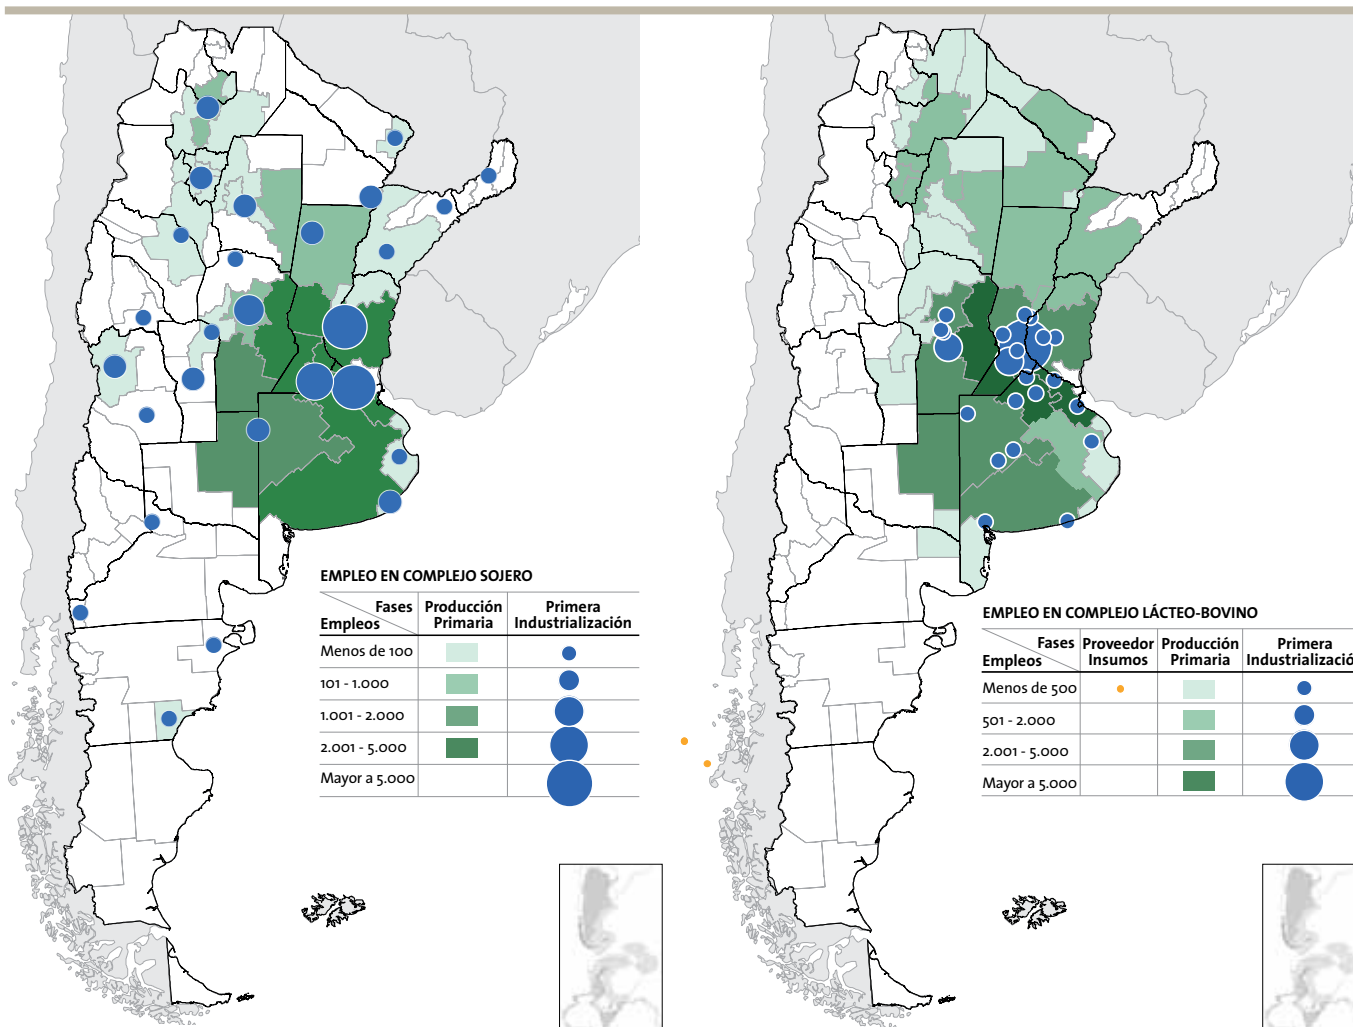 EMPLEO EN COMPLEJO SOJERO
Fases
Empleos
Producción
Primaria
Primera
Industrialización
Menos de 100
101 - 1.000
1.001 - 2.000
2.001 - 5.000
Mayor a 5.000
EMPLEO EN COMPLEJO LÁCTEO-BOVINO
Fases
Empleos
Proveedor
Insumos
Producción
Primaria
Primera
Industrializació
Menos de 500
501 - 2.000
2.001 - 5.000
Mayor a 5.000